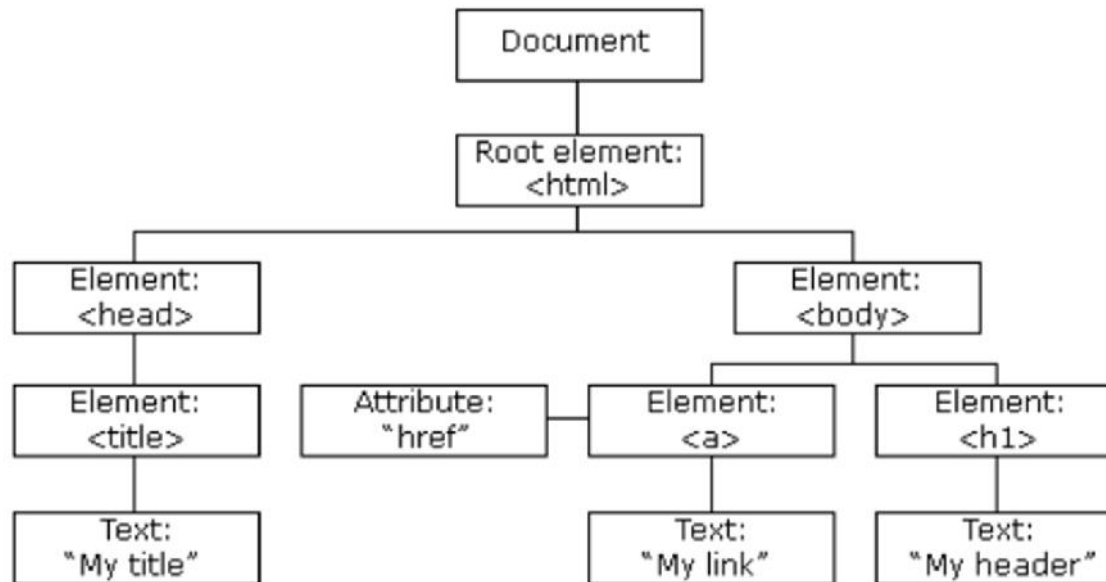 Document
Root element:
<html>
Element:
<head>
Element:
<body>
Element:
<title>
Attribute:
“href”
Element:
<a>
Element:
<h1>
Text:
“My title”
Text:
“My link”
Text:
“My header”